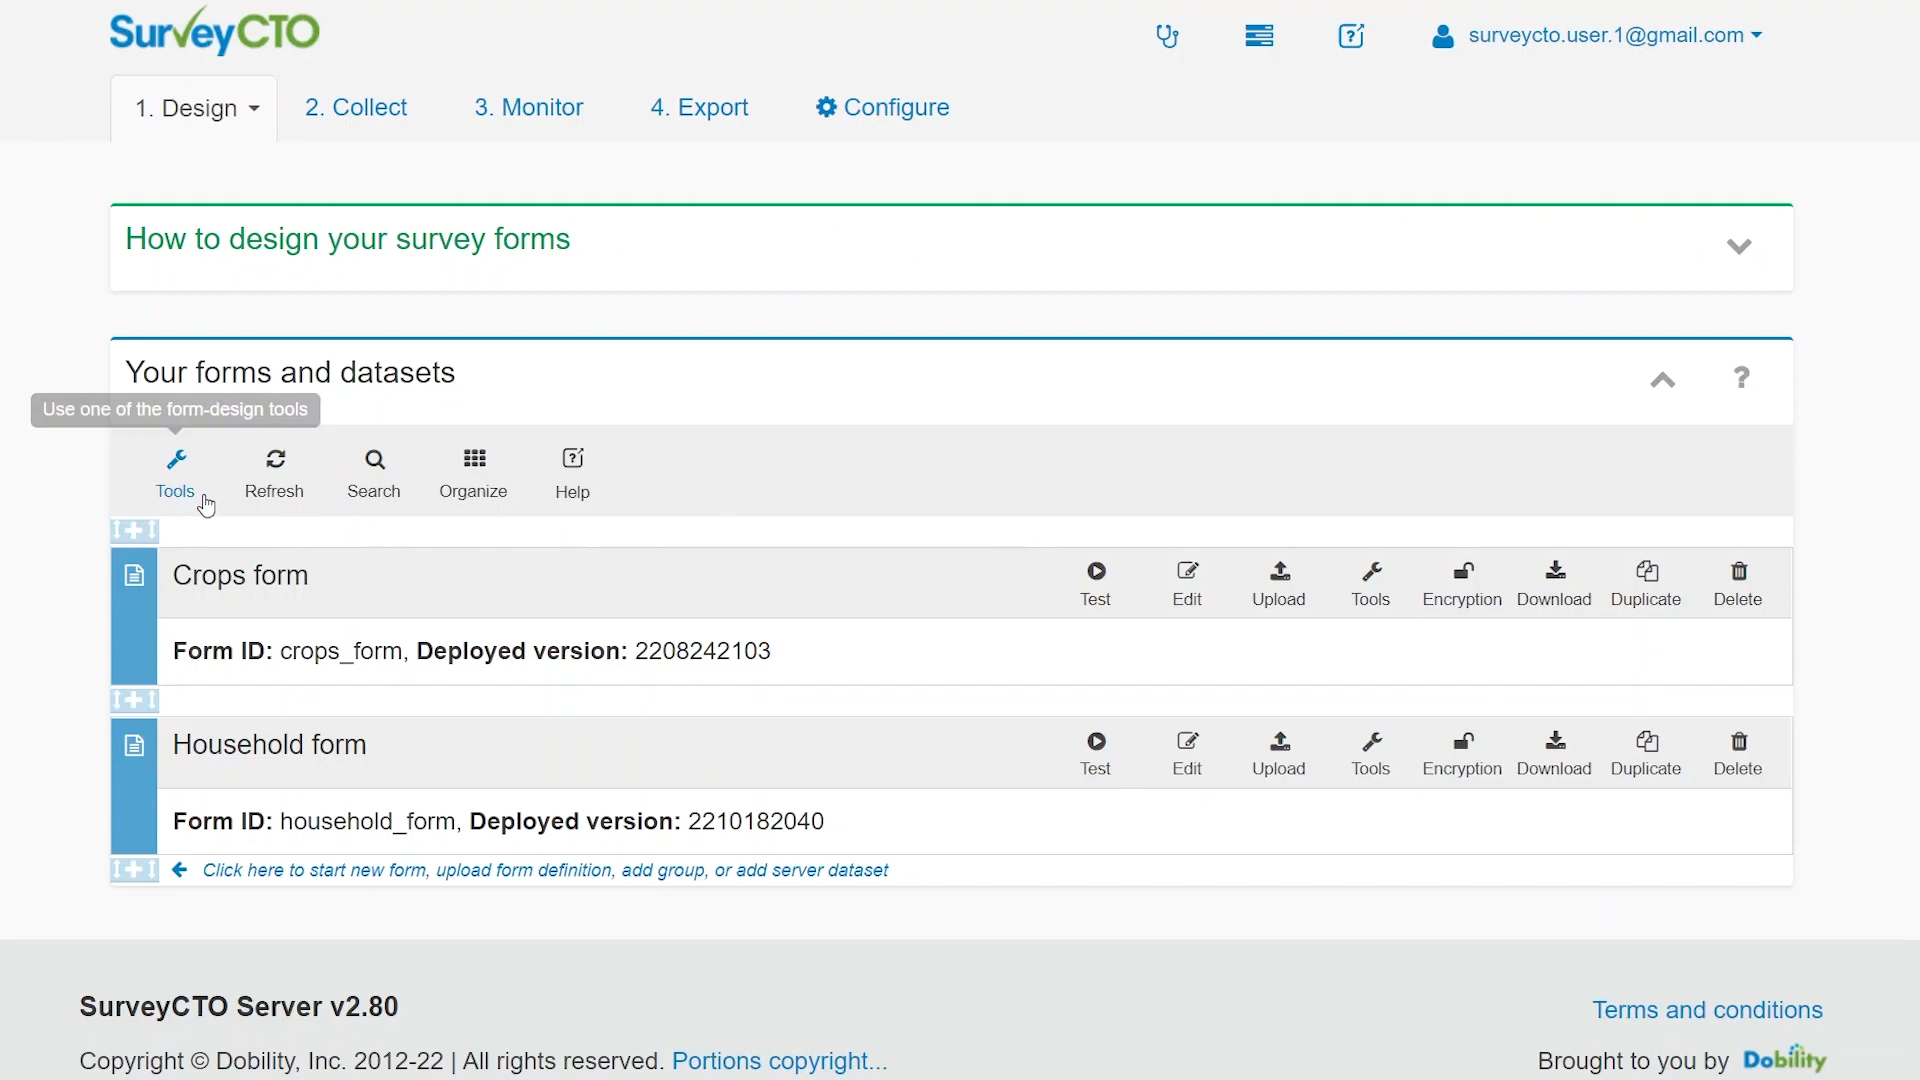 SurveyCTO
surveycto.user.1@gmail.com
1. Design
2. Collect
3. Monitor
4. Export
Configure
How to design your survey forms
Your forms and datasets
?
Use one of the form-design tools
Tools
Refresh
Search
Organize
Help
Crops form
Test
Edit
Upload
Tools
Encryption
Download
Duplicate
Delete
Form ID: crops_form, Deployed version: 2208242103
Household form
Test
Edit
Upload
Tools
Encryption
Download
Duplicate
Delete
Form ID: household_form, Deployed version: 2210182040
Click here to start new form, upload form definition, add group, or add server dataset
SurveyCTO Server v2.80
Terms and conditions
Copyright © Dobility, Inc. 2012-22 | All rights reserved. Portions copyright...
Brought to you by Dobility